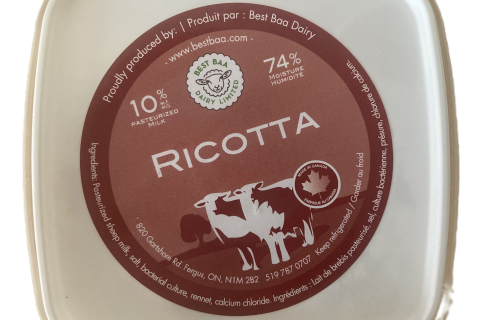 Proudly produced by: | Produit par : Best Baa Dairy
· www.bestbaa.com ·
BEST BAA
DAIRY LIMITED
10%
M.F.
M.G.
PASTEURIZED
MILK
74%
MOISTURE
HUMIDITÉ
RICOTTA
820 Gartshore Rd. Fergus, ON, N1M 2B2 519 787 0707
Keep refrigerated / Garder au froid
Ingredients: Pasteurized sheep milk, salt, bacterial culture, rennet, calcium chloride. Ingrédients : Lait de brebis pasteurisé, sel, culture bactérienne, présure, chlorure de calcium.